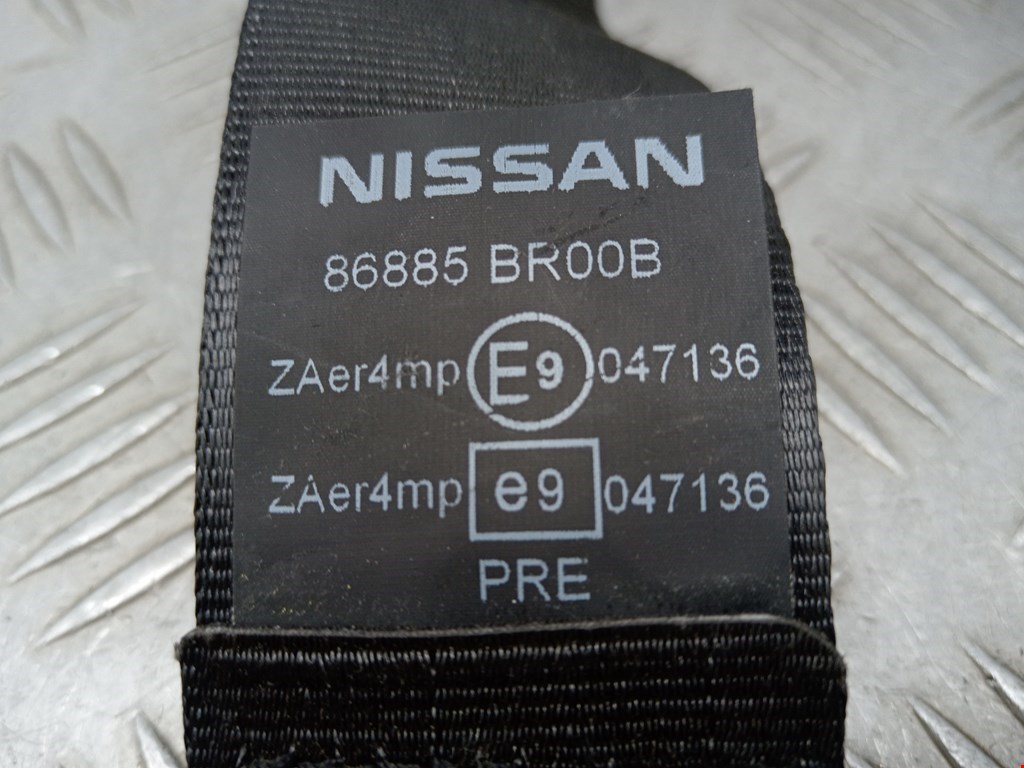 NISSAN
86885 BR00B
ZAer4mp E9 047136
ZAer4mp e9 047136
PRE